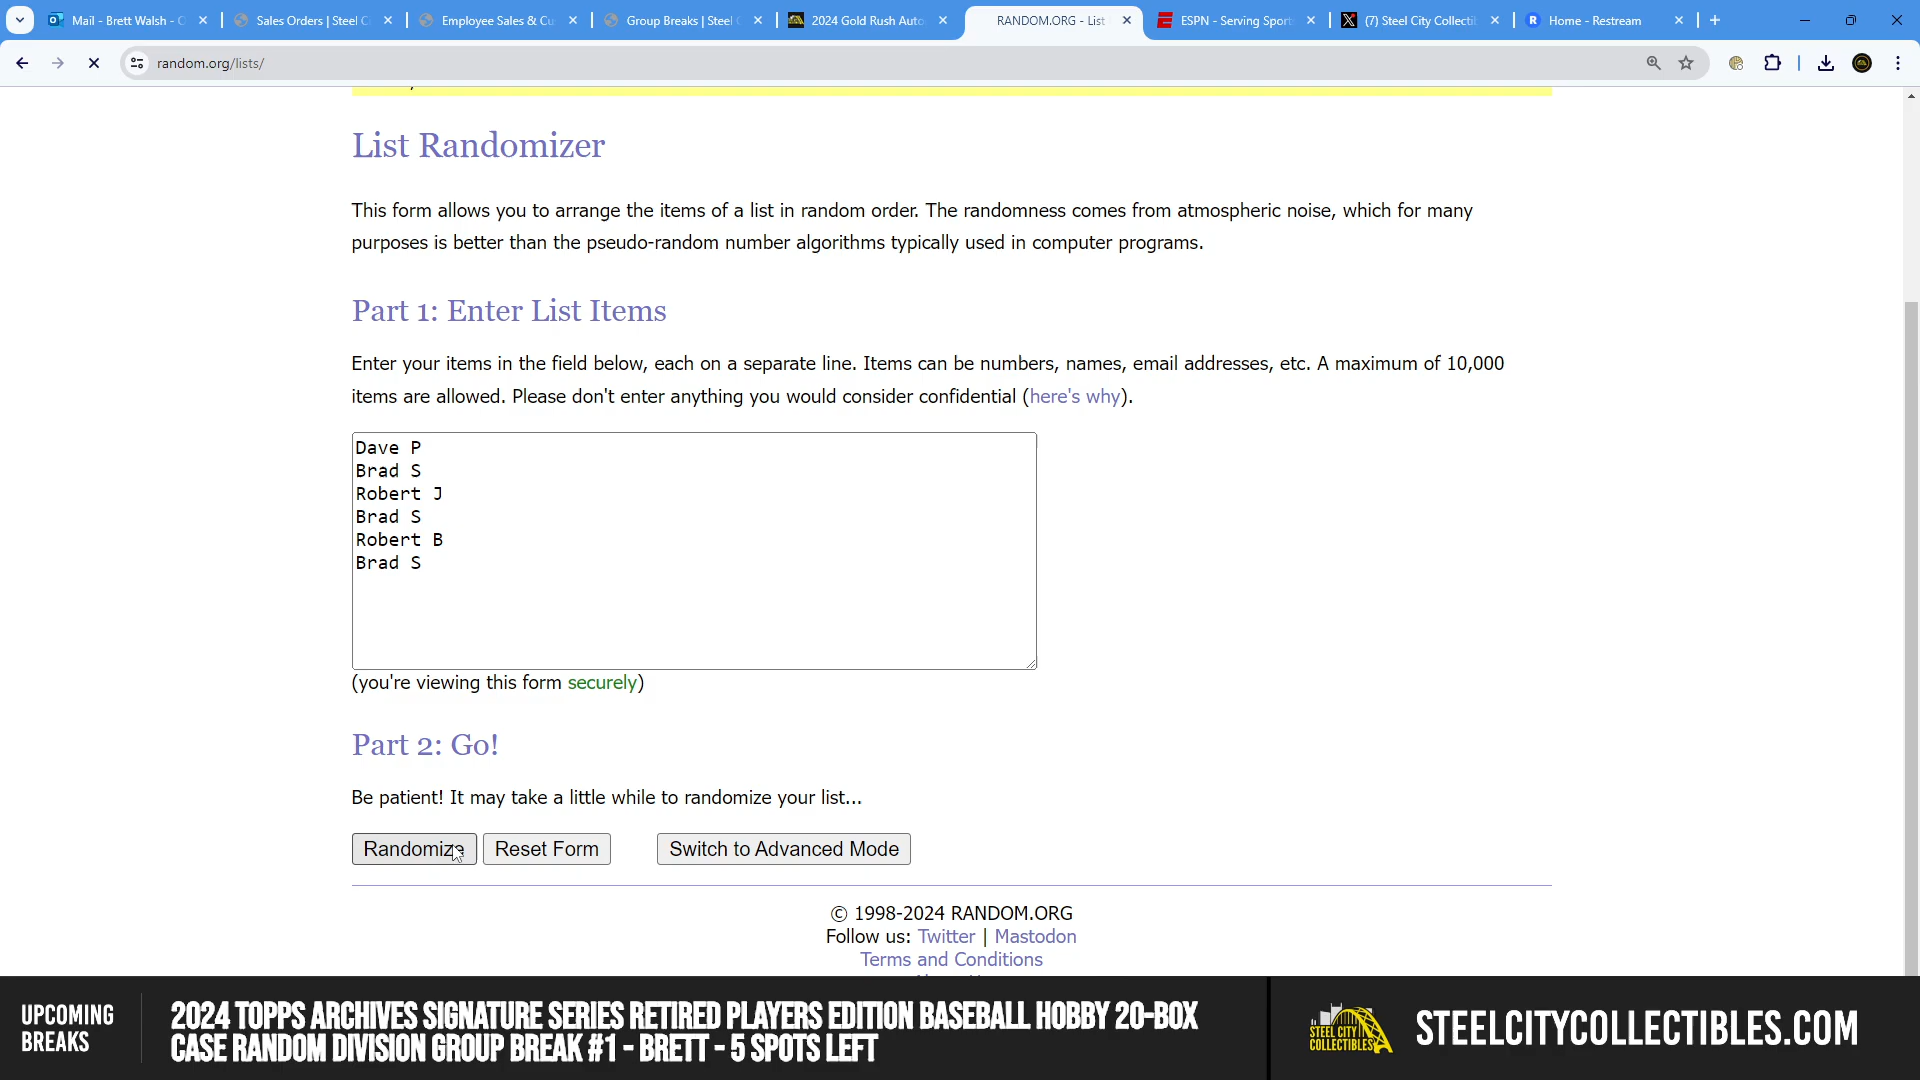 Mail - Brett Walsh - O
Sales Orders | Steel C
Employee Sales & Cu
Group Breaks | Steel C
2024 Gold Rush Auto
RANDOM.ORG - List
ESPN - Serving Sport
(7) Steel City Collectib
R Home - Restream
random.org/lists/
List Randomizer
This form allows you to arrange the items of a list in random order. The randomness comes from atmospheric noise, which for many
purposes is better than the pseudo-random number algorithms typically used in computer programs.
Part 1: Enter List Items
Enter your items in the field below, each on a separate line. Items can be numbers, names, email addresses, etc. A maximum of 10,000
items are allowed. Please don't enter anything you would consider confidential (here's why).
Dave P
Brad S
Robert J
Brad S
Robert B
Brad S
(you're viewing this form securely)
Part 2: Go!
Be patient! It may take a little while to randomize your list...
Randomize Reset Form Switch to Advanced Mode
© 1998-2024 RANDOM.ORG
Follow us: Twitter | Mastodon
Terms and Conditions
UPCOMING
BREAKS
2024 TOPPS ARCHIVES SIGNATURE SERIES RETIRED PLAYERS EDITION BASEBALL HOBBY 20-BOX
CASE RANDOM DIVISION GROUP BREAK #1 - BRETT - 5 SPOTS LEFT
STEEL CITY
COLLECTIBLES
STEELCITYCOLLECTIBLES.COM